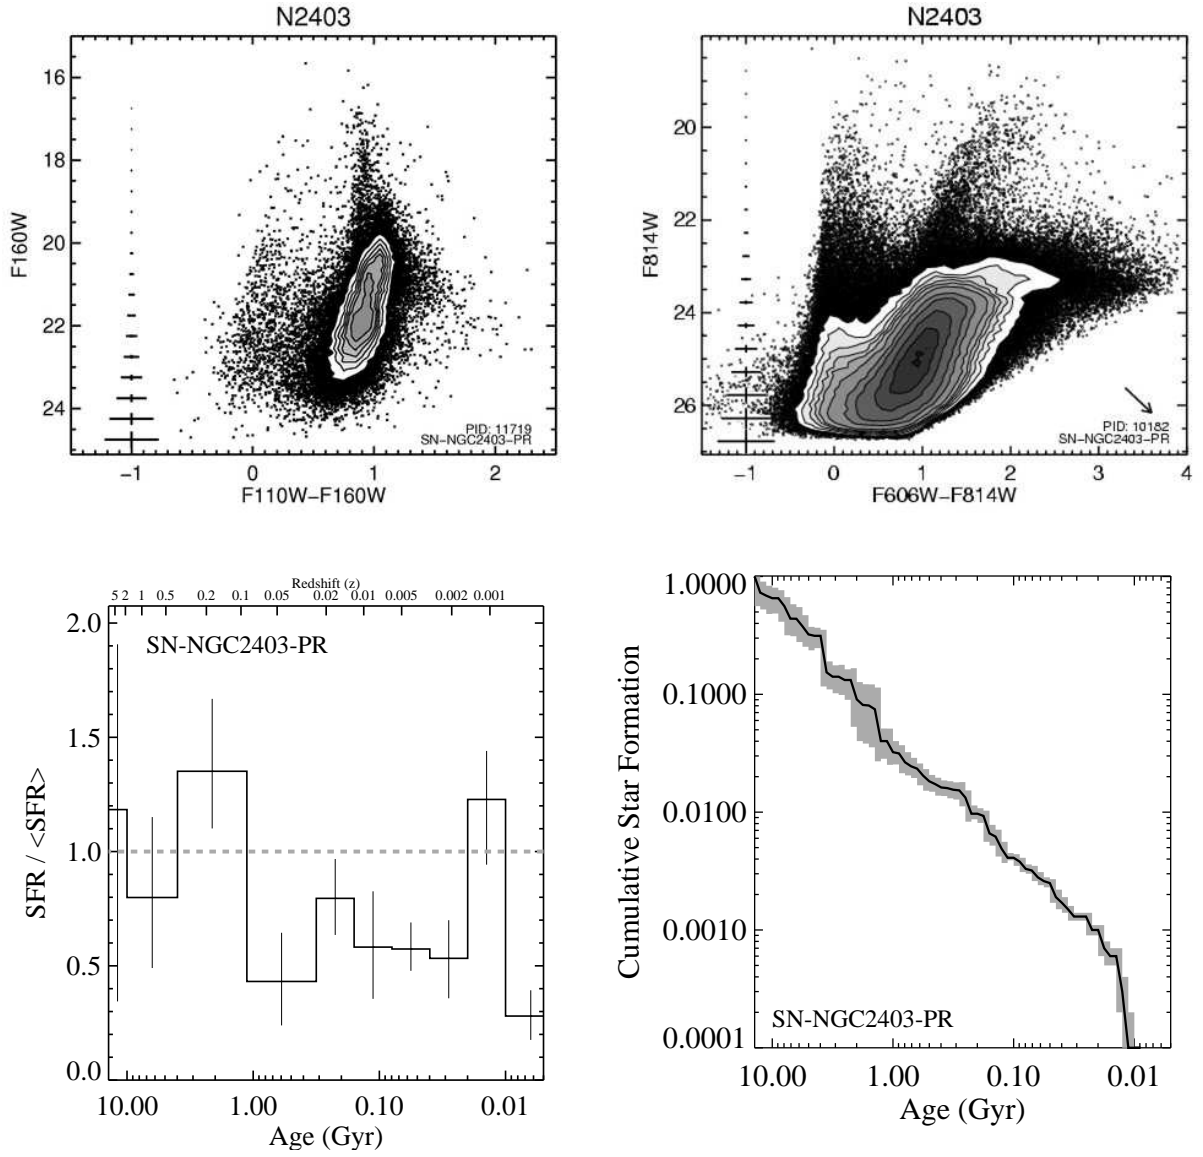 N2403
16
18
20
22
24
F160W
−1
0
1
2
F110W−F160W
PID: 11719
SN−NGC2403−PR
N2403
20
22
24
26
F814W
−1
0
1
2
3
4
F606W−F814W
PID: 10182
SN−NGC2403−PR
Redshift (z)
5 2 1 0.5 0.2 0.1 0.05 0.02 0.01 0.005 0.002 0.001
2.0
1.5
1.0
0.5
0.0
SFR / <SFR>
SN-NGC2403-PR
10.00 1.00 0.10 0.01
Age (Gyr)
1.0000
0.1000
0.0100
0.0010
0.0001
Cumulative Star Formation
SN-NGC2403-PR
10.00 1.00 0.10 0.01
Age (Gyr)